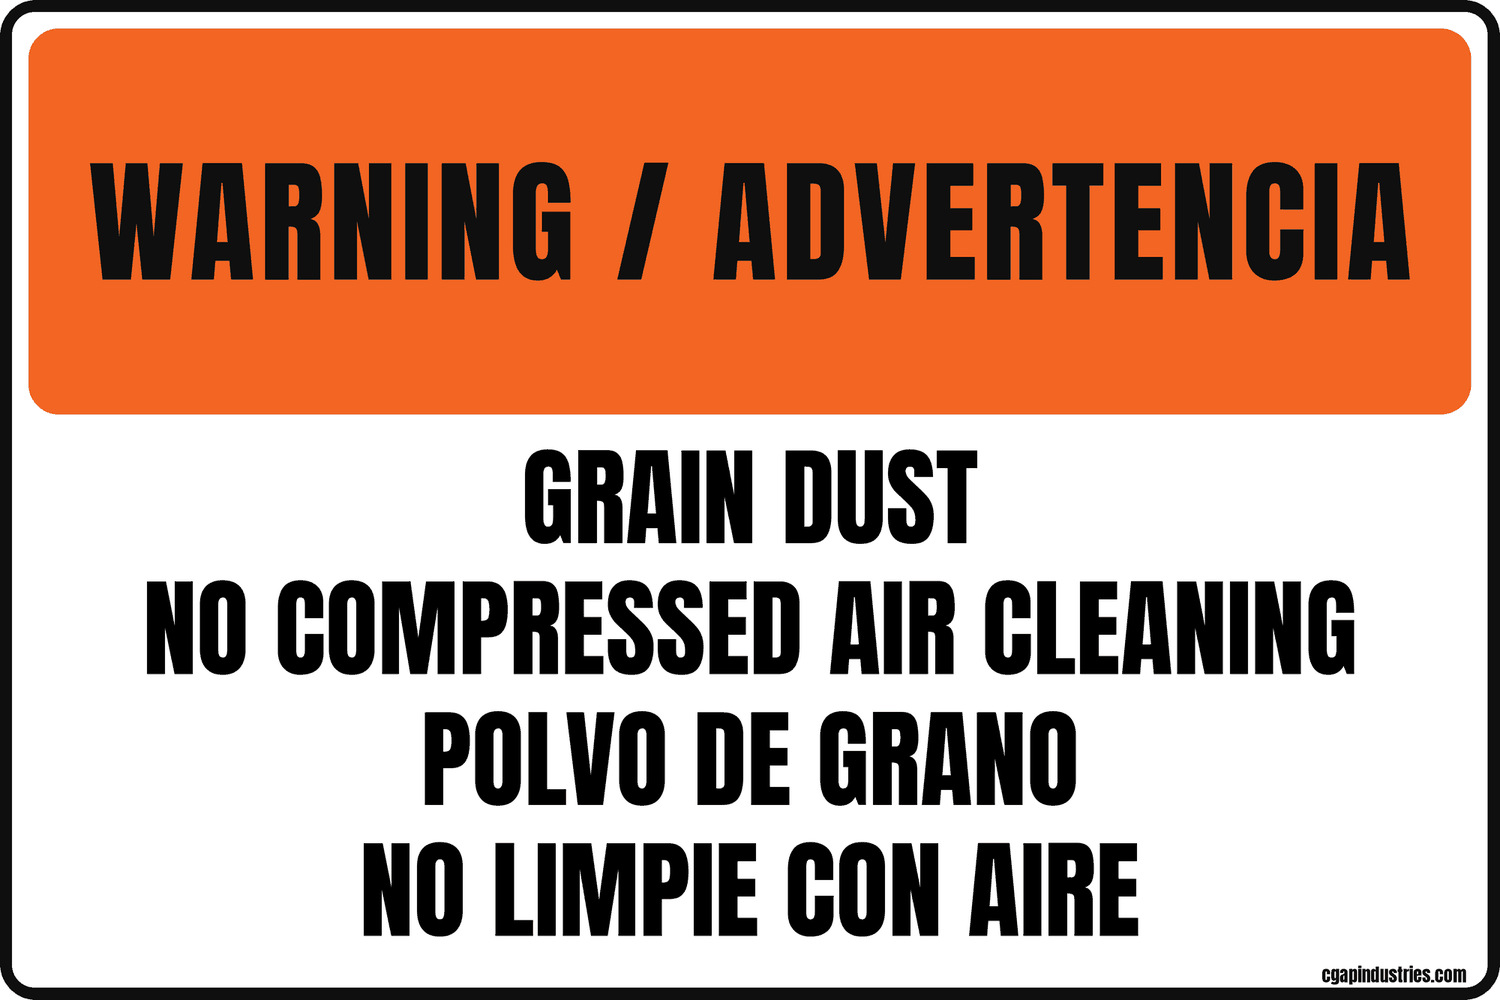 WARNING / ADVERTENCIA
GRAIN DUST
NO COMPRESSED AIR CLEANING
POLVO DE GRANO
NO LIMPIE CON AIRE
cgapindustries.com